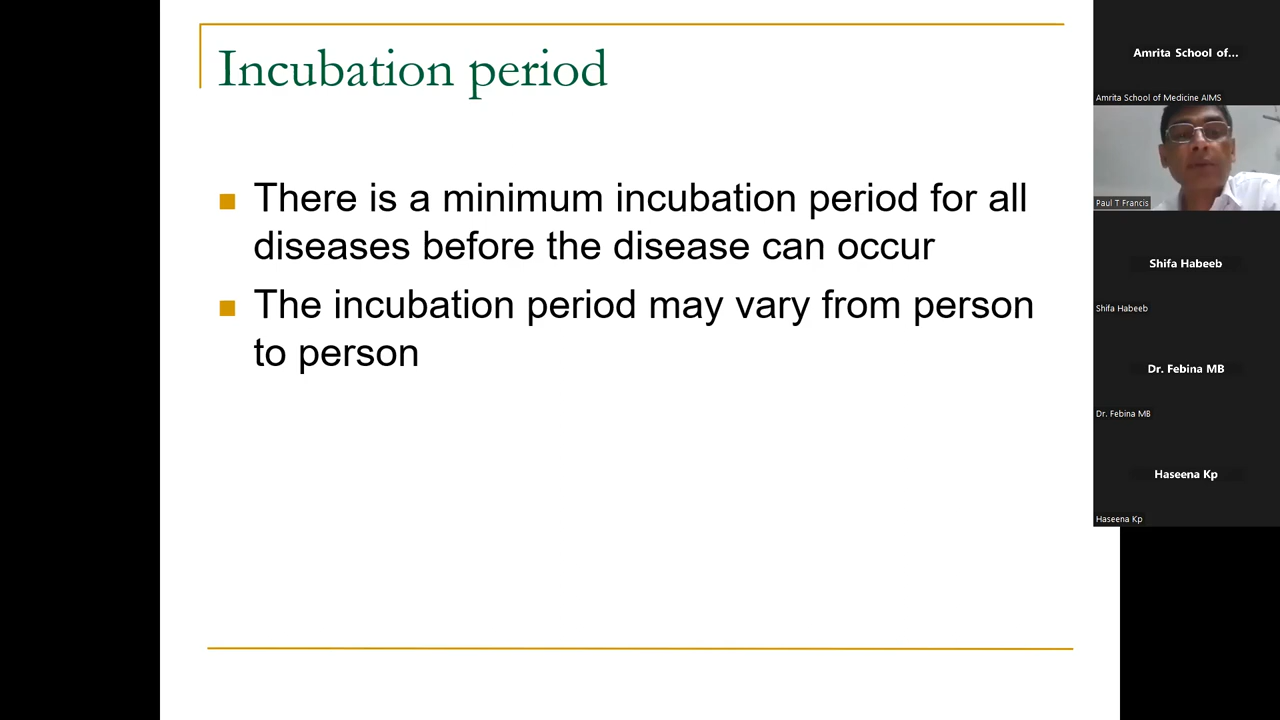 Incubation period
There is a minimum incubation period for all
diseases before the disease can occur
The incubation period may vary from person
to person
Amrita School of...
Amrita School of Medicine AIMS
Paul T Francis
Shifa Habeeb
Shifa Habeeb
Dr. Febina MB
Dr. Febina MB
Haseena Kp
Haseena Kp